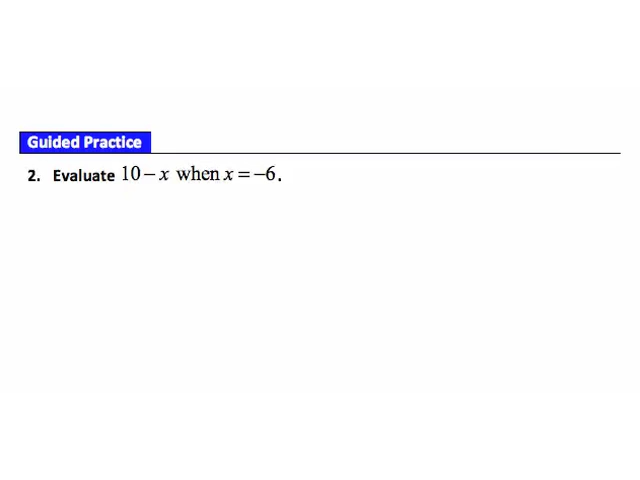 Guided Practice
2. Evaluate 10 – x when x = –6.